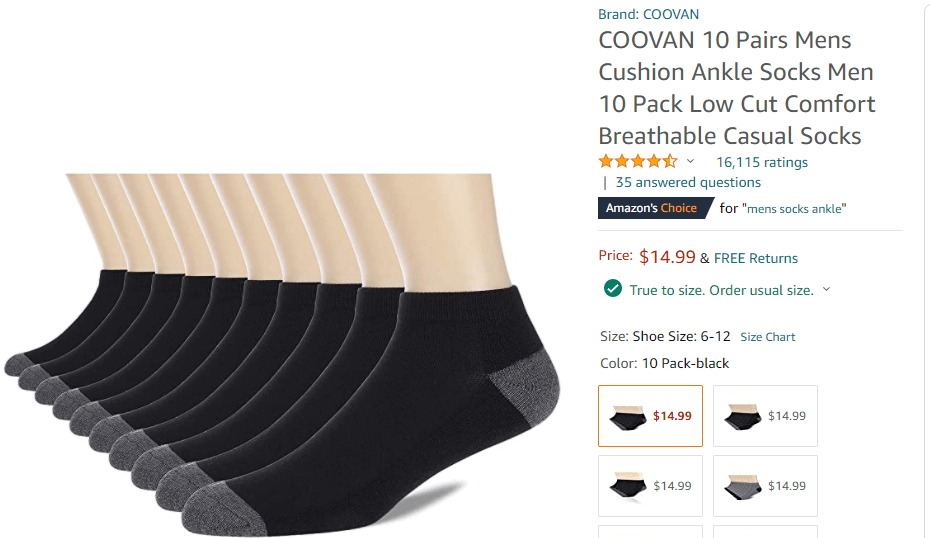 Brand: COOVAN
COOVAN 10 Pairs Mens
Cushion Ankle Socks Men
10 Pack Low Cut Comfort
Breathable Casual Socks
16,115 ratings
| 35 answered questions
Amazon's Choice for "mens socks ankle"
Price: $14.99 & FREE Returns
True to size. Order usual size.
Size: Shoe Size: 6-12 Size Chart
Color: 10 Pack-black
$14.99 $14.99
$14.99 $14.99